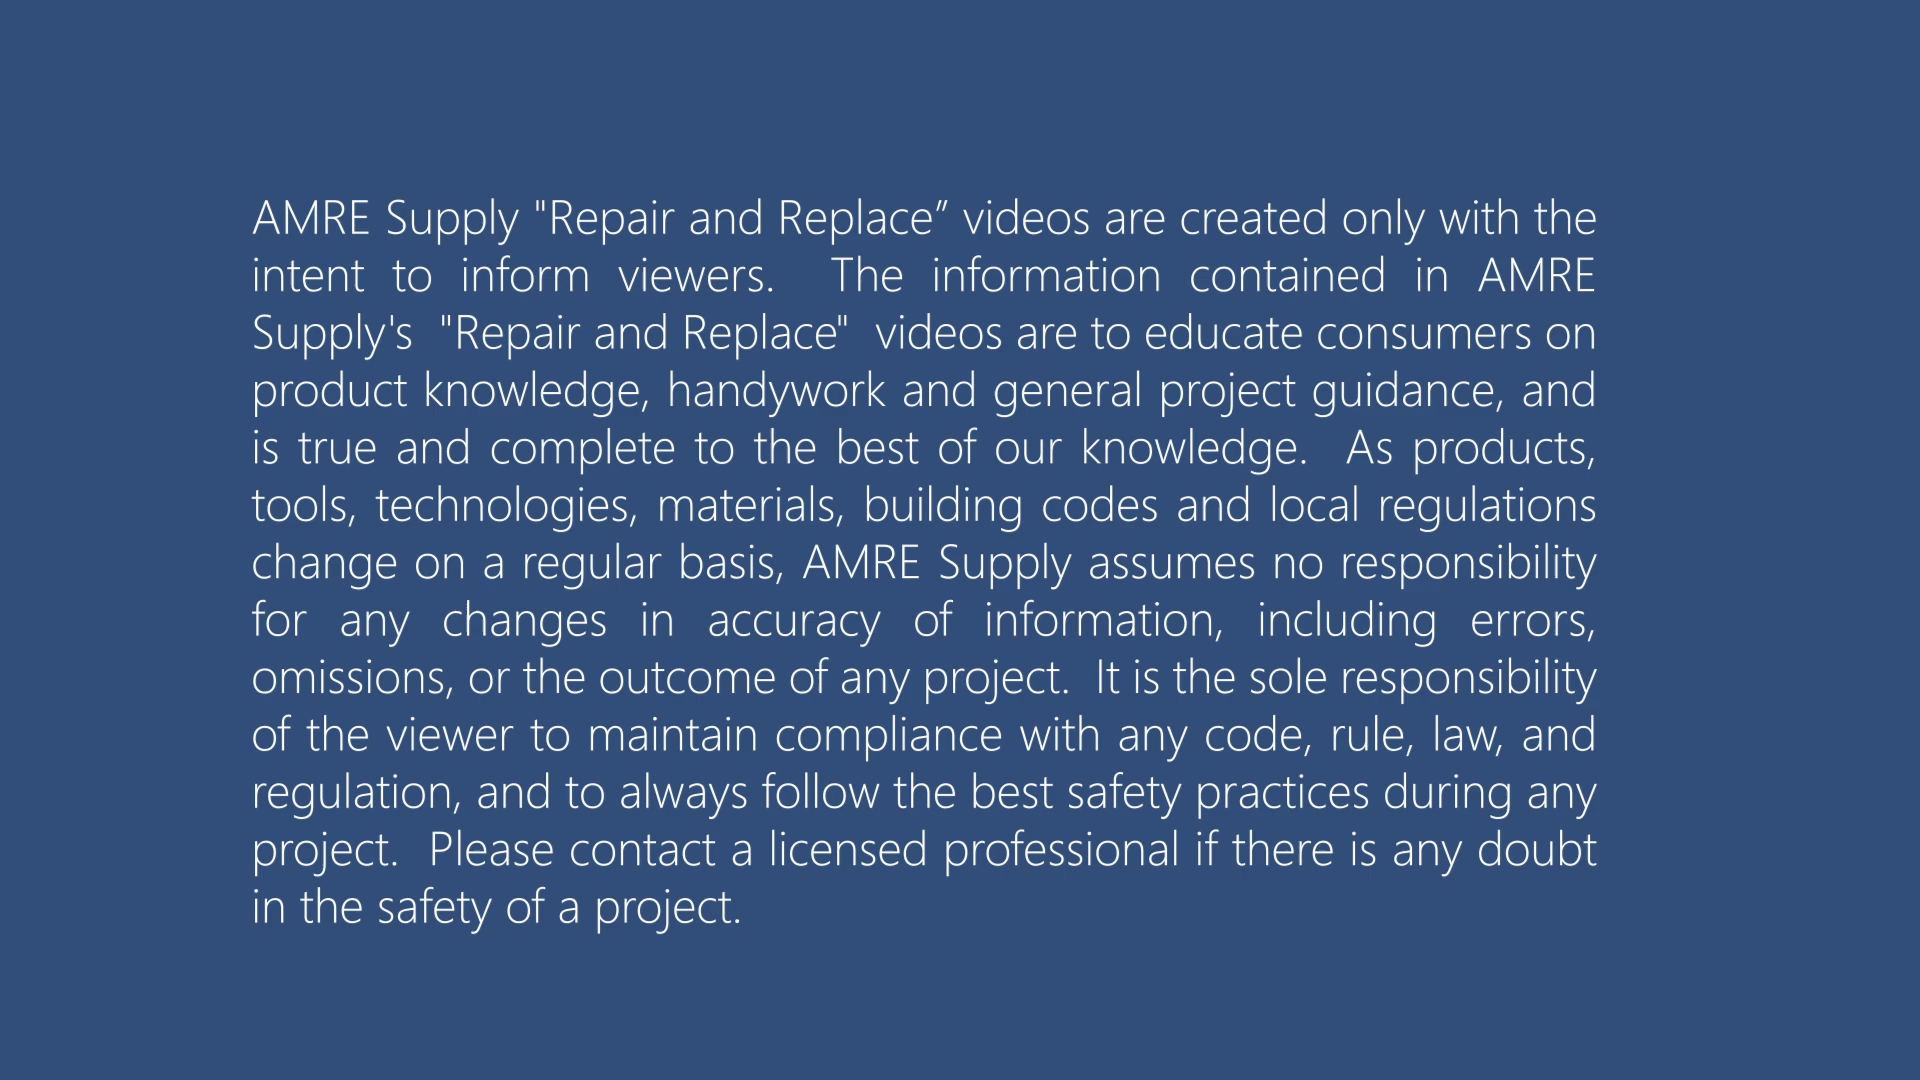 AMRE Supply "Repair and Replace” videos are created only with the
intent to inform viewers. The information contained in AMRE
Supply's "Repair and Replace" videos are to educate consumers on
product knowledge, handywork and general project guidance, and
is true and complete to the best of our knowledge. As products,
tools, technologies, materials, building codes and local regulations
change on a regular basis, AMRE Supply assumes no responsibility
for any changes in accuracy of information, including errors,
omissions, or the outcome of any project. It is the sole responsibility
of the viewer to maintain compliance with any code, rule, law, and
regulation, and to always follow the best safety practices during any
project. Please contact a licensed professional if there is any doubt
in the safety of a project.